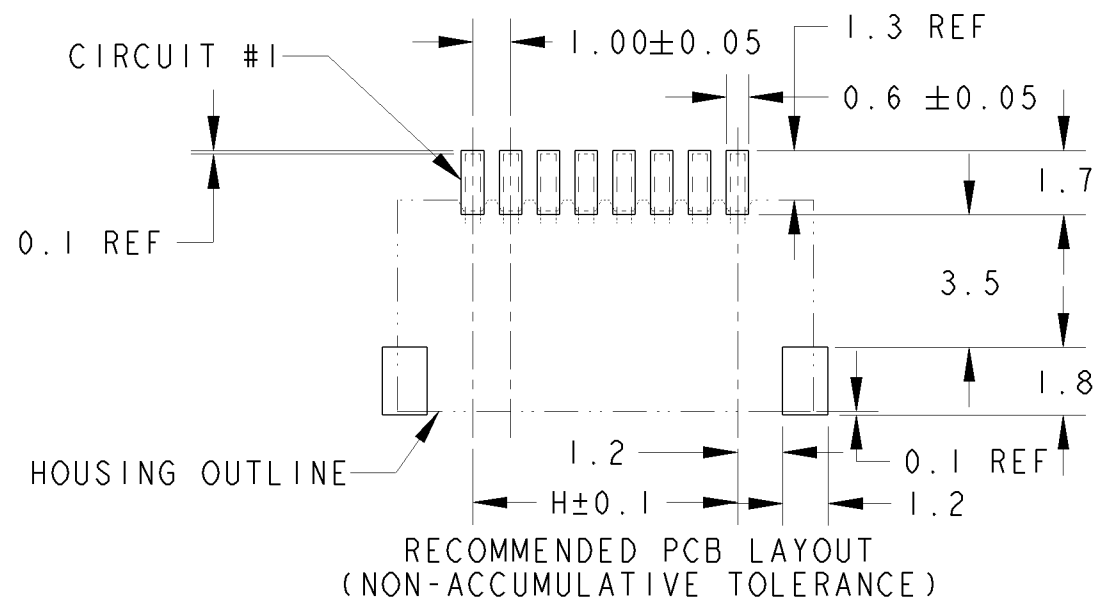 CIRCUIT #1
1.00±0.05
1.3 REF
0.6 ±0.05
1.7
0.1 REF
3.5
1.8
HOUSING OUTLINE
1.2
0.1 REF
H±0.1
1.2
RECOMMENDED PCB LAYOUT
(NON-ACCUMULATIVE TOLERANCE)